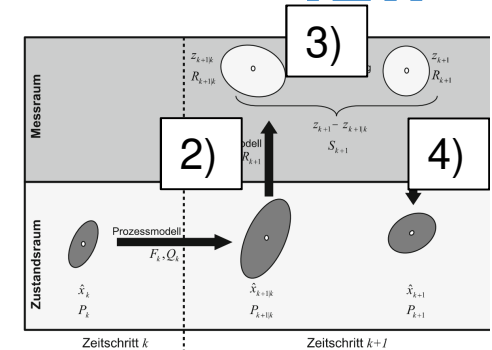 3)
z_{k+1|k}
R_{k+1|k}
g
z_{k+1}
R_{k+1}
Messraum
z_{k+1} − z_{k+1|k}
S_{k+1}
2)
odell
R_{k+1}
4)
Zustandsraum
Prozessmodell
F_k, Q_k
x̂_k
P_k
x̂_{k+1|k}
P_{k+1|k}
x̂_{k+1}
P_{k+1}
Zeitschritt k
Zeitschritt k+1